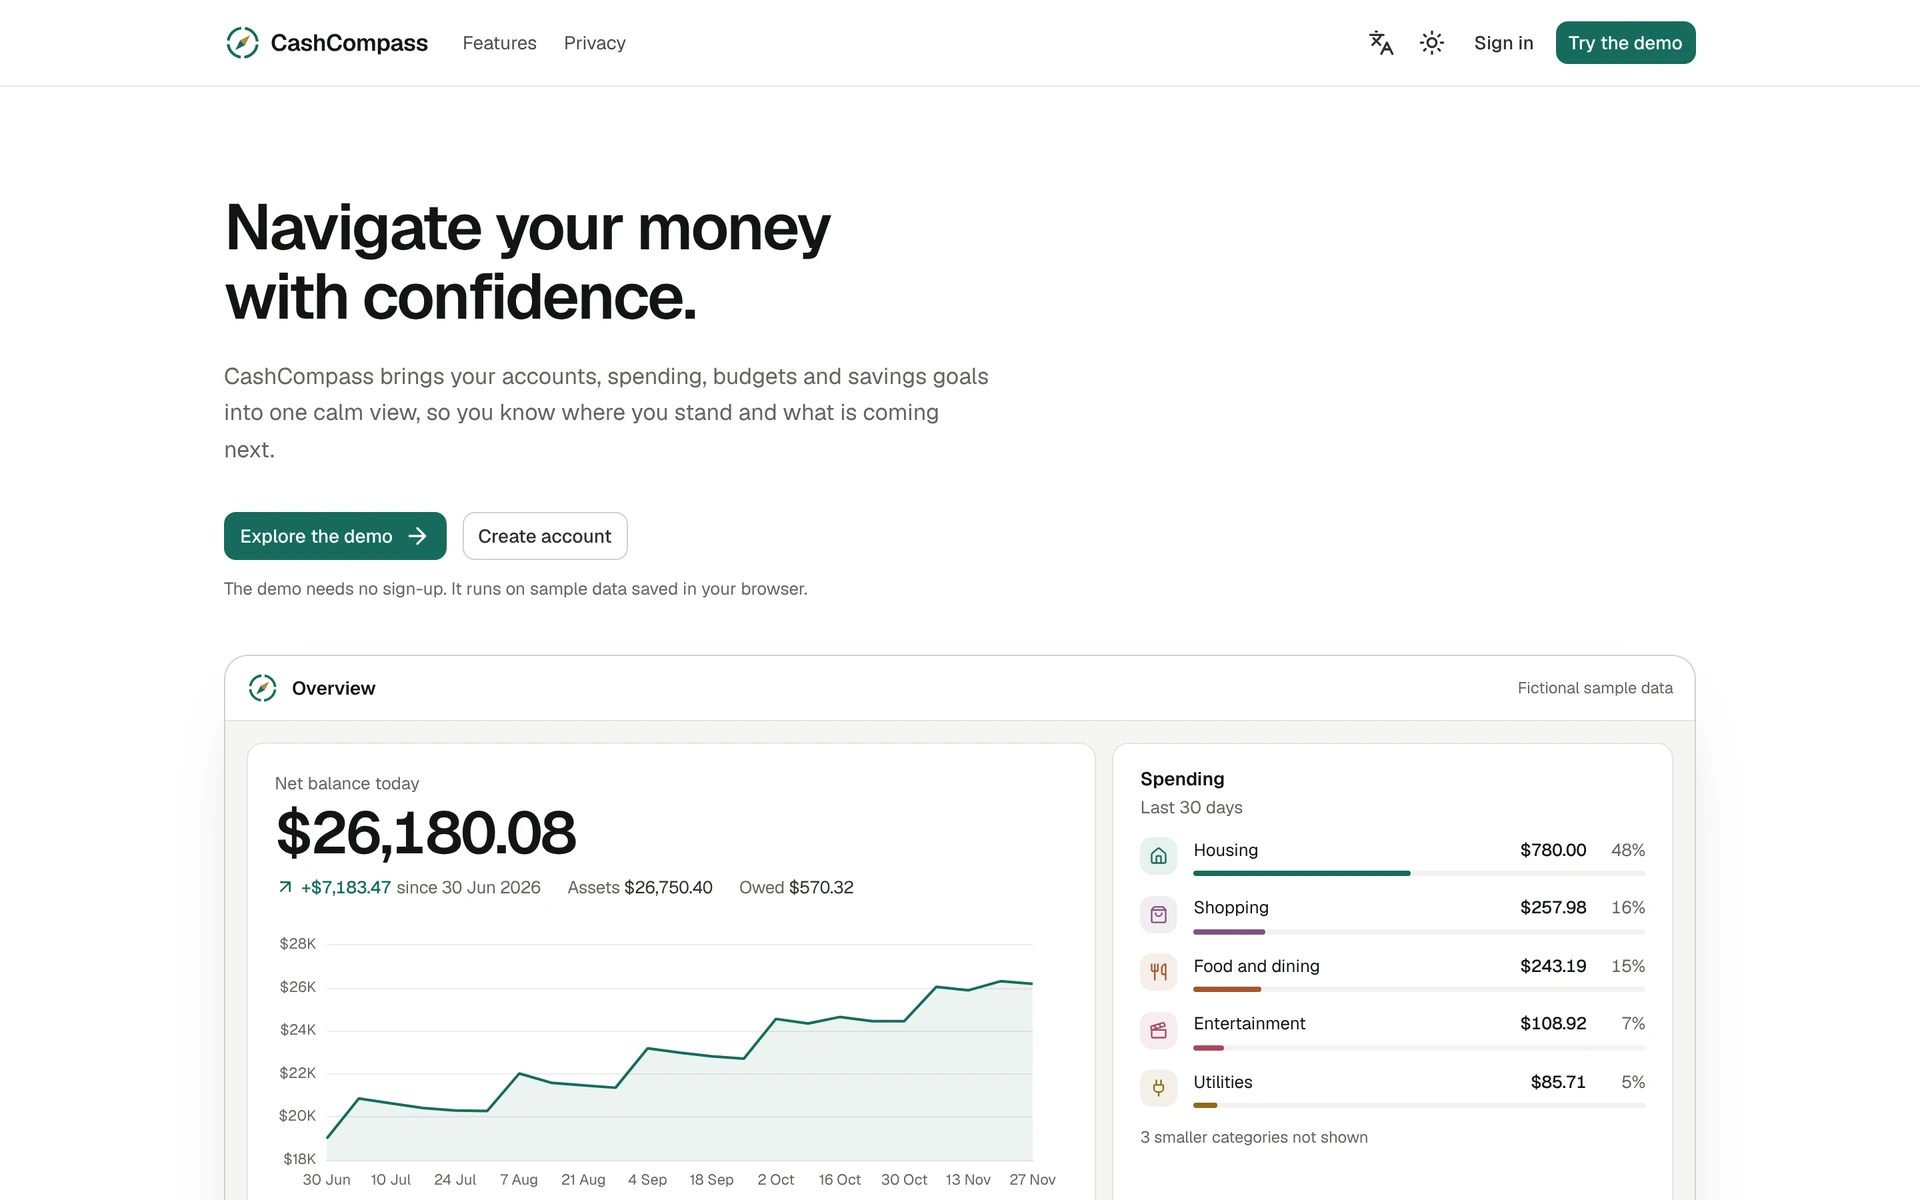 CashCompass Features Privacy Sign in Try the demo
Navigate your money
with confidence.
CashCompass brings your accounts, spending, budgets and savings goals
into one calm view, so you know where you stand and what is coming
next.
Explore the demo Create account
The demo needs no sign-up. It runs on sample data saved in your browser.
Overview Fictional sample data
Net balance today
$26,180.08
+$7,183.47 since 30 Jun 2026 Assets $26,750.40 Owed $570.32
$28K
$26K
$24K
$22K
$20K
$18K
30 Jun 10 Jul 24 Jul 7 Aug 21 Aug 4 Sep 18 Sep 2 Oct 16 Oct 30 Oct 13 Nov 27 Nov
Spending
Last 30 days
Housing $780.00 48%
Shopping $257.98 16%
Food and dining $243.19 15%
Entertainment $108.92 7%
Utilities $85.71 5%
3 smaller categories not shown